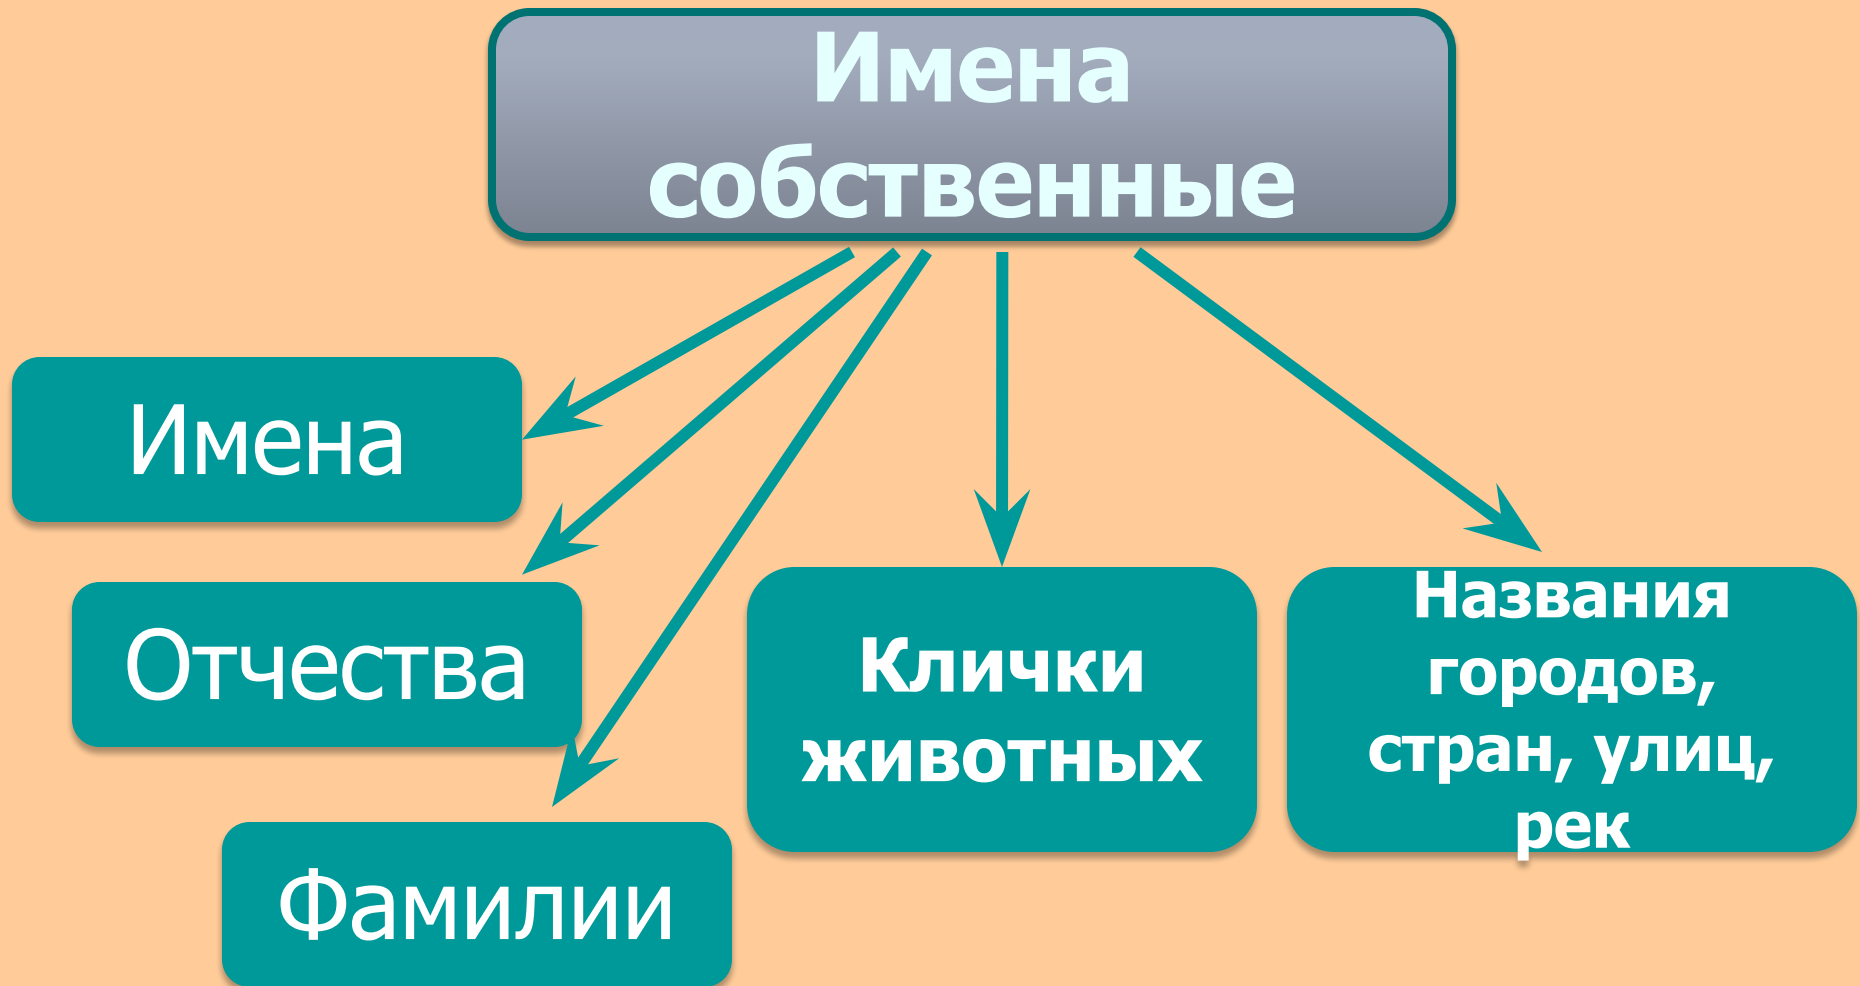 Имена
собственные
Имена
Отчества
Фамилии
Клички
животных
Названия
городов,
стран, улиц,
рек